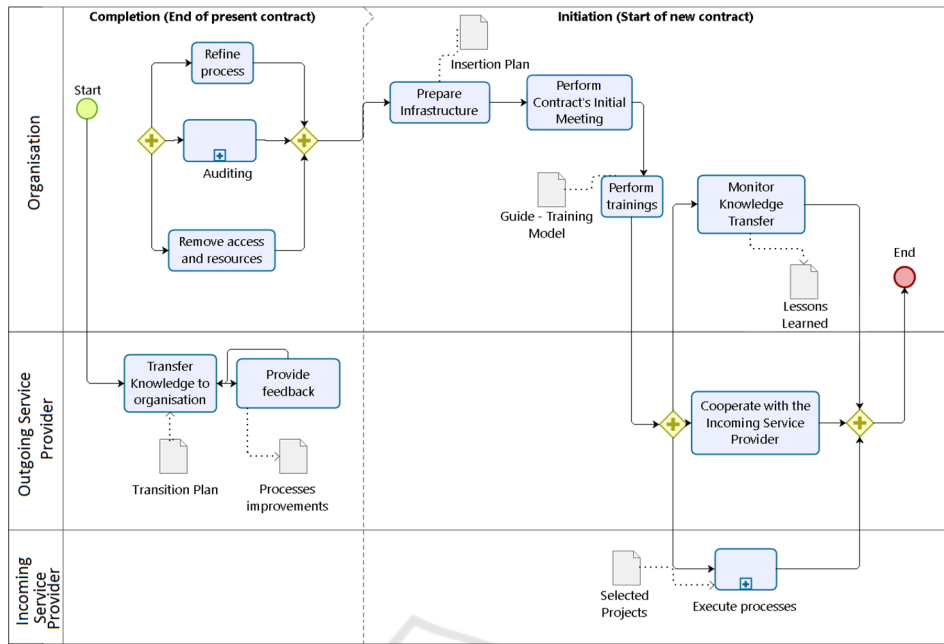 Completion (End of present contract)
Initiation (Start of new contract)
Organisation
Start
Refine
process
Auditing
Remove access
and resources
Insertion Plan
Prepare
Infrastructure
Perform
Contract's Initial
Meeting
Guide - Training
Model
Perform
trainings
Monitor
Knowledge
Transfer
Lessons
Learned
End
Outgoing Service
Provider
Transfer
Knowledge to
organisation
Provide
feedback
Transition Plan
Processes
improvements
Cooperate with the
Incoming Service
Provider
Incoming
Service
Provider
Selected
Projects
Execute processes